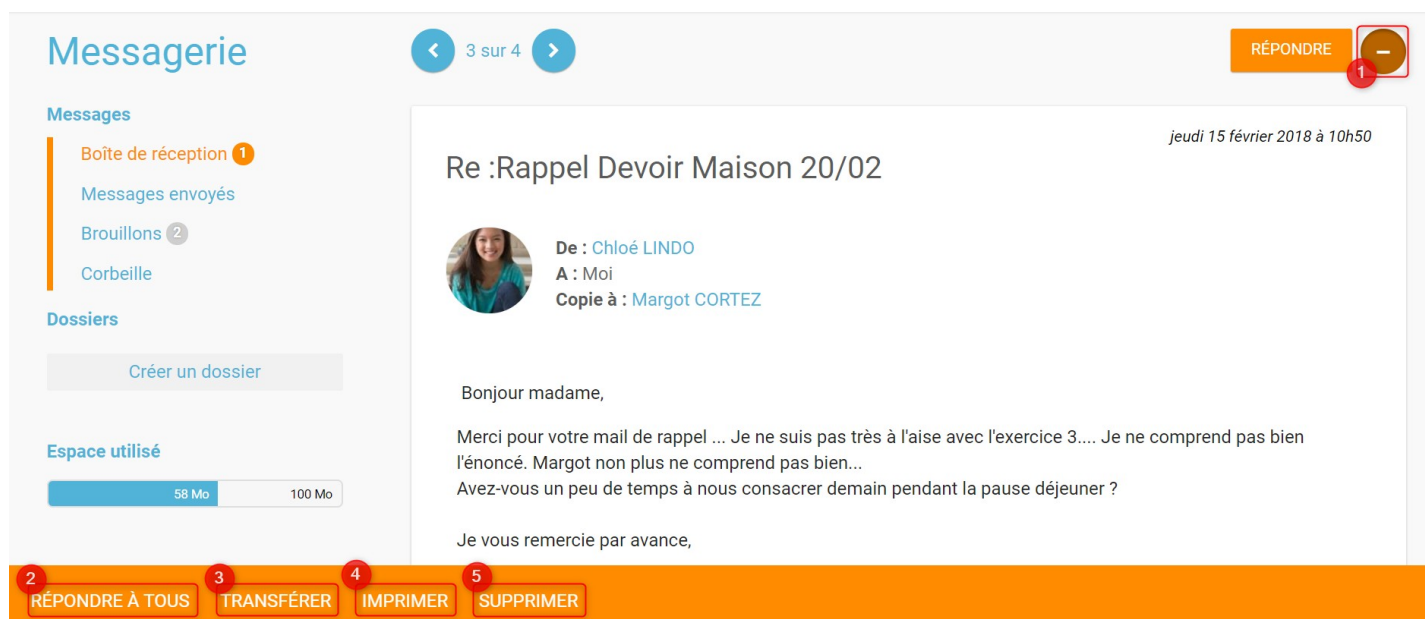 Messagerie
3 sur 4
RÉPONDRE
1
Messages
Boîte de réception 1
Messages envoyés
Brouillons 2
Corbeille
Dossiers
Créer un dossier
Espace utilisé
58 Mo 100 Mo
jeudi 15 février 2018 à 10h50
Re :Rappel Devoir Maison 20/02
De : Chloé LINDO
A : Moi
Copie à : Margot CORTEZ
Bonjour madame,
Merci pour votre mail de rappel ... Je ne suis pas très à l'aise avec l'exercice 3.... Je ne comprend pas bien
l'énoncé. Margot non plus ne comprend pas bien...
Avez-vous un peu de temps à nous consacrer demain pendant la pause déjeuner ?
Je vous remercie par avance,
2 3 4 5
RÉPONDRE À TOUS TRANSFÉRER IMPRIMER SUPPRIMER